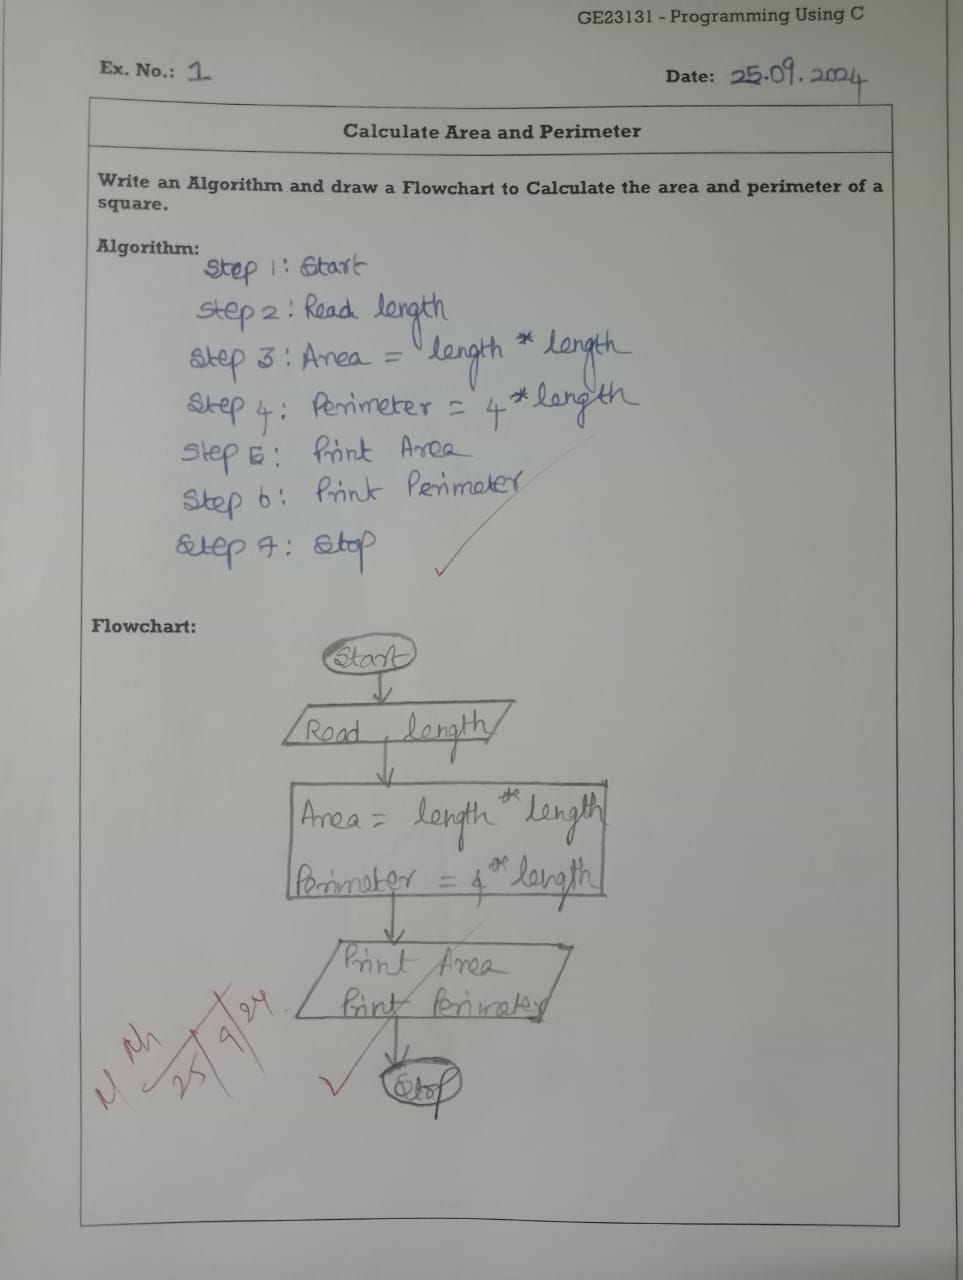 GE23131 - Programming Using C
Ex. No.: 1
Date: 25.09.2024
Calculate Area and Perimeter
Write an Algorithm and draw a Flowchart to Calculate the area and perimeter of a
square.
Algorithm:
Step 1: Start
Step 2: Read length
Step 3: Area = length * length
Step 4: Perimeter = 4 * length
Step 5: Print Area
Step 6: Print Perimeter
Step 7: Stop
Flowchart:
Start
Read length
Area = length * length
Perimeter = 4 * length
Print Area
Print Perimeter
Stop
25/9/24